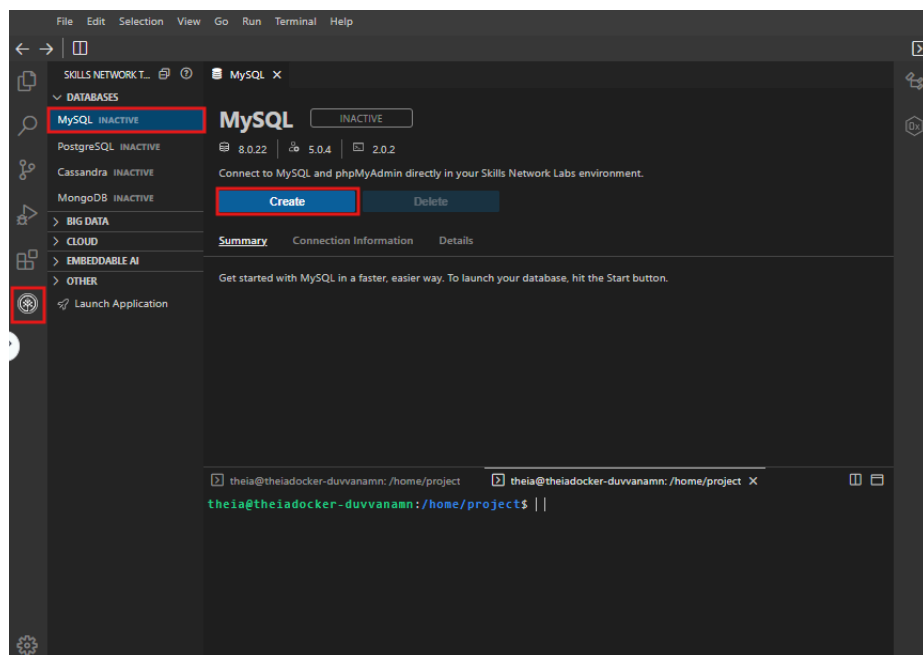 File Edit Selection View Go Run Terminal Help
SKILLS NETWORK T...
MySQL
DATABASES
MySQL INACTIVE
PostgreSQL INACTIVE
Cassandra INACTIVE
MongoDB INACTIVE
BIG DATA
CLOUD
EMBEDDABLE AI
OTHER
Launch Application
MySQL INACTIVE
8.0.22 5.0.4 2.0.2
Connect to MySQL and phpMyAdmin directly in your Skills Network Labs environment.
Create Delete
Summary Connection Information Details
Get started with MySQL in a faster, easier way. To launch your database, hit the Start button.
theia@theiadocker-duvvanamn: /home/project theia@theiadocker-duvvanamn: /home/project
theia@theiadocker-duvvanamn:/home/project$